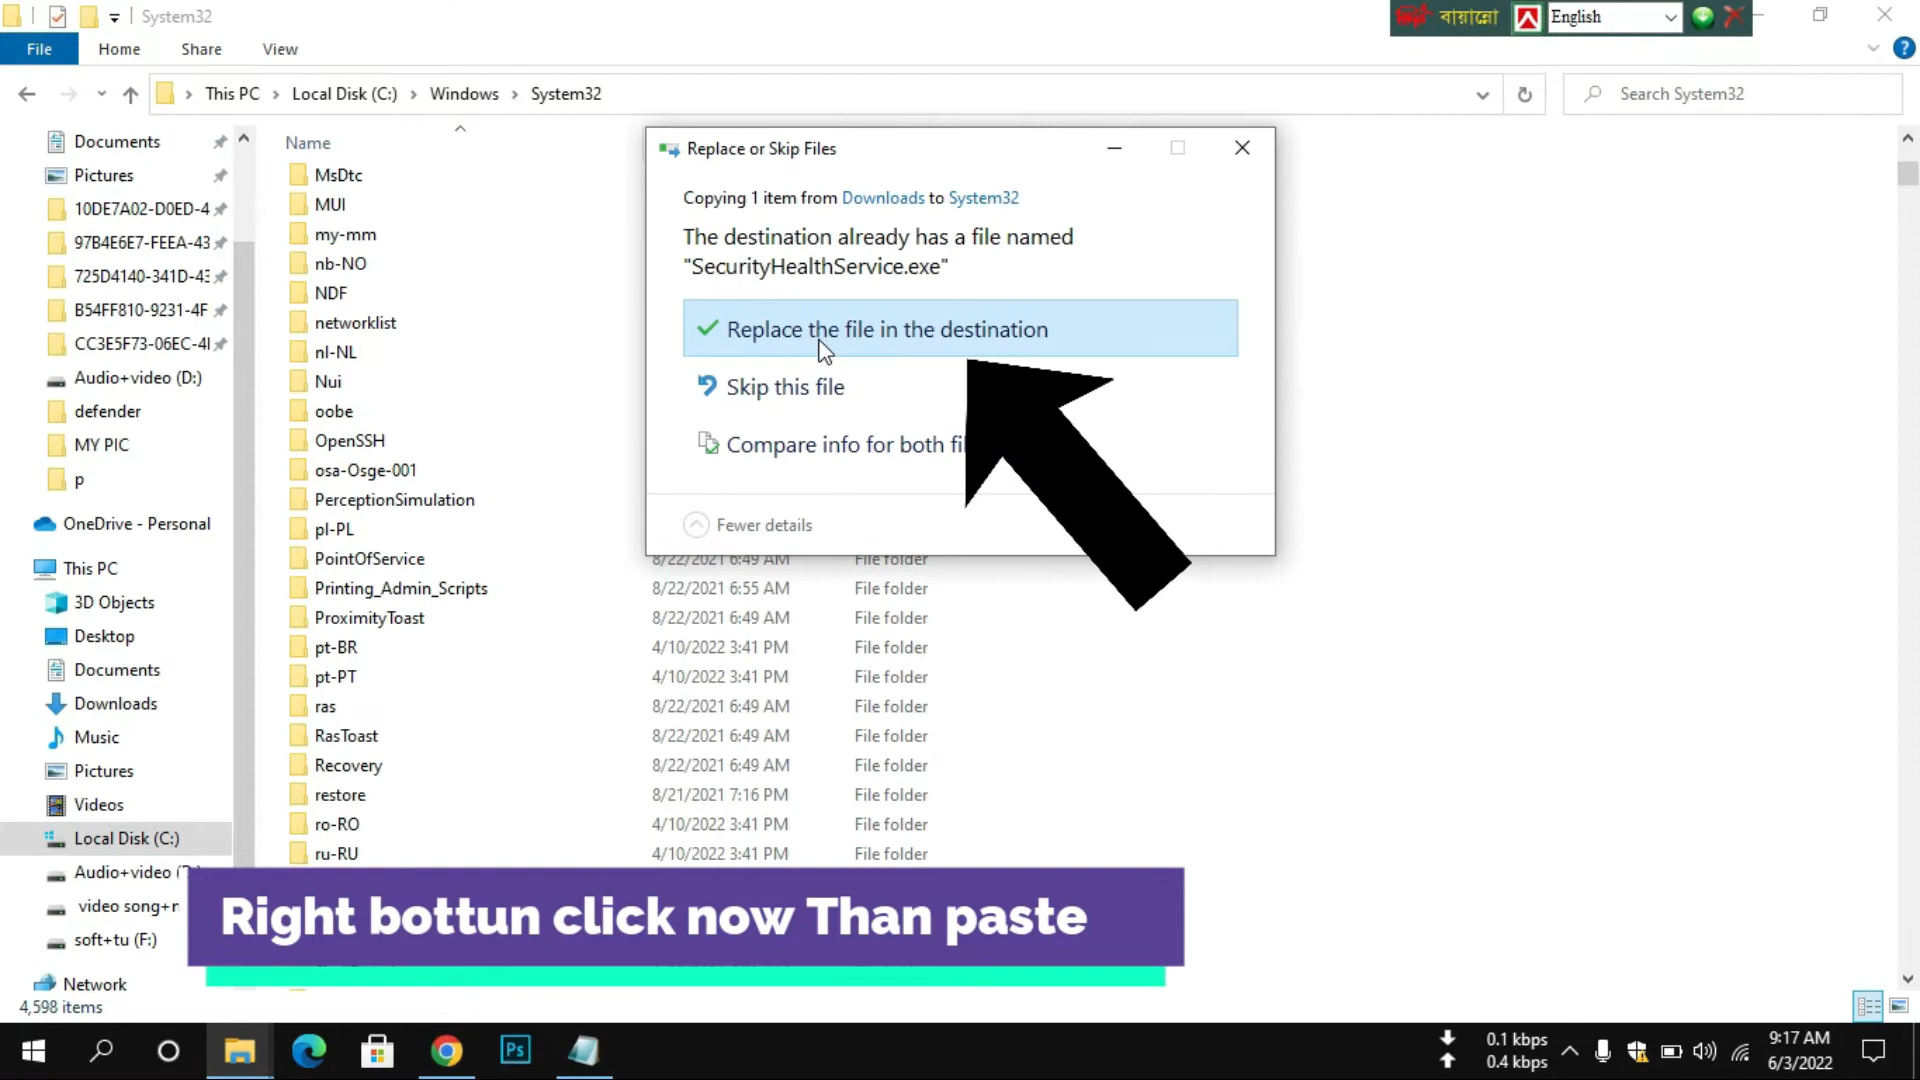 System32
বায়ান্নো
English
File
Home
Share
View
This PC
Local Disk (C:)
Windows
System32
Search System32
Documents
Pictures
10DE7A02-D0ED-4
97B4E6E7-FEEA-43
725D4140-341D-43
B54FF810-9231-4F
CC3E5F73-06EC-4
Audio+video (D:)
defender
MY PIC
p
OneDrive - Personal
This PC
3D Objects
Desktop
Documents
Downloads
Music
Pictures
Videos
Local Disk (C:)
Audio+video
video song+
soft+tu (F:)
Network
4,598 items
Name
MsDtc
MUI
my-mm
nb-NO
NDF
networklist
nl-NL
Nui
oobe
OpenSSH
osa-Osge-001
PerceptionSimulation
pl-PL
PointOfService 8/22/2021 6:49 AM File folder
Printing_Admin_Scripts 8/22/2021 6:55 AM File folder
ProximityToast 8/22/2021 6:49 AM File folder
pt-BR 4/10/2022 3:41 PM File folder
pt-PT 4/10/2022 3:41 PM File folder
ras 8/22/2021 6:49 AM File folder
RasToast 8/22/2021 6:49 AM File folder
Recovery 8/22/2021 6:49 AM File folder
restore 8/21/2021 7:16 PM File folder
ro-RO 4/10/2022 3:41 PM File folder
ru-RU 4/10/2022 3:41 PM File folder
Replace or Skip Files
Copying 1 item from Downloads to System32
The destination already has a file named
"SecurityHealthService.exe"
Replace the file in the destination
Skip this file
Compare info for both fil
Fewer details
Right bottun click now Than paste
Ps
0.1 kbps
0.4 kbps
9:17 AM
6/3/2022